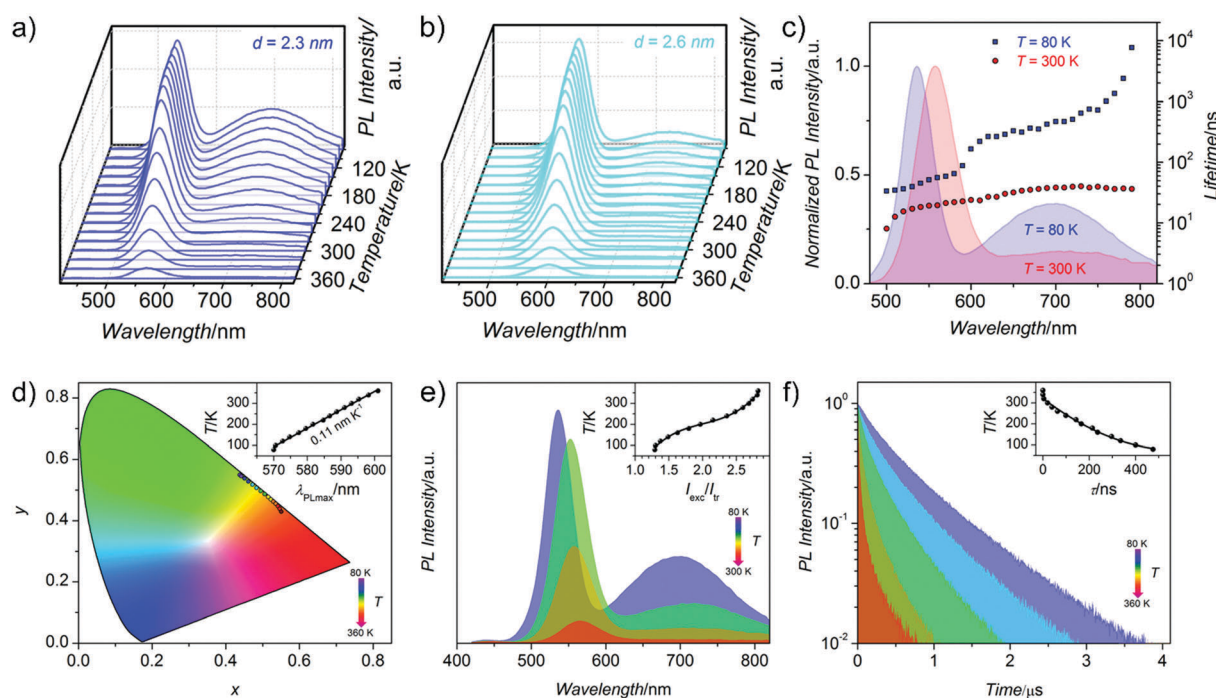 a)
d = 2.3 nm
PL Intensity/
a.u.
120
180
240
300
360
Temperature/K
500 600 700 800
Wavelength/nm
b)
d = 2.6 nm
PL Intensity/
a.u.
120
180
240
300
360
Temperature/K
500 600 700 800
Wavelength/nm
c)
T = 80 K
T = 300 K
Normalized PL Intensity/a.u.
1.0
0.5
0.0
T = 80 K
T = 300 K
10⁴
10³
10²
10¹
10⁰
Lifetime/ns
500 600 700 800
Wavelength/nm
d)
y
0.8
0.6
0.4
0.2
0.0
T/K
300
200
100
0.11 nm K⁻¹
570 580 590 600
λPLmax/nm
80 K
T
360 K
0.0 0.2 0.4 0.6 0.8
x
e)
PL Intensity/a.u.
T/K
300
200
100
1.0 1.5 2.0 2.5
Iexc/Itr
80 K
T
300 K
400 500 600 700 800
Wavelength/nm
f)
PL Intensity/a.u.
10⁰
10⁻¹
10⁻²
T/K
300
200
100
0 200 400
τ/ns
80 K
T
360 K
0 1 2 3 4
Time/μs